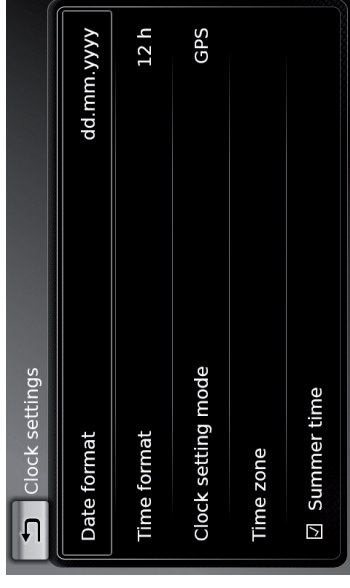 Clock settings
Date format dd.mm.yyyy
Time format 12 h
Clock setting mode GPS
Time zone
Summer time